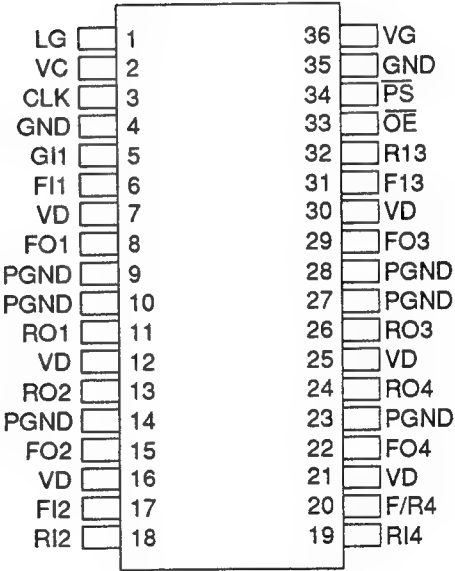 LG 1 36 VG
VC 2 35 GND
CLK 3 34 P̅S̅
GND 4 33 O̅E̅
GI1 5 32 R13
FI1 6 31 F13
VD 7 30 VD
FO1 8 29 FO3
PGND 9 28 PGND
PGND 10 27 PGND
RO1 11 26 RO3
VD 12 25 VD
RO2 13 24 RO4
PGND 14 23 PGND
FO2 15 22 FO4
VD 16 21 VD
FI2 17 20 F/R4
RI2 18 19 RI4